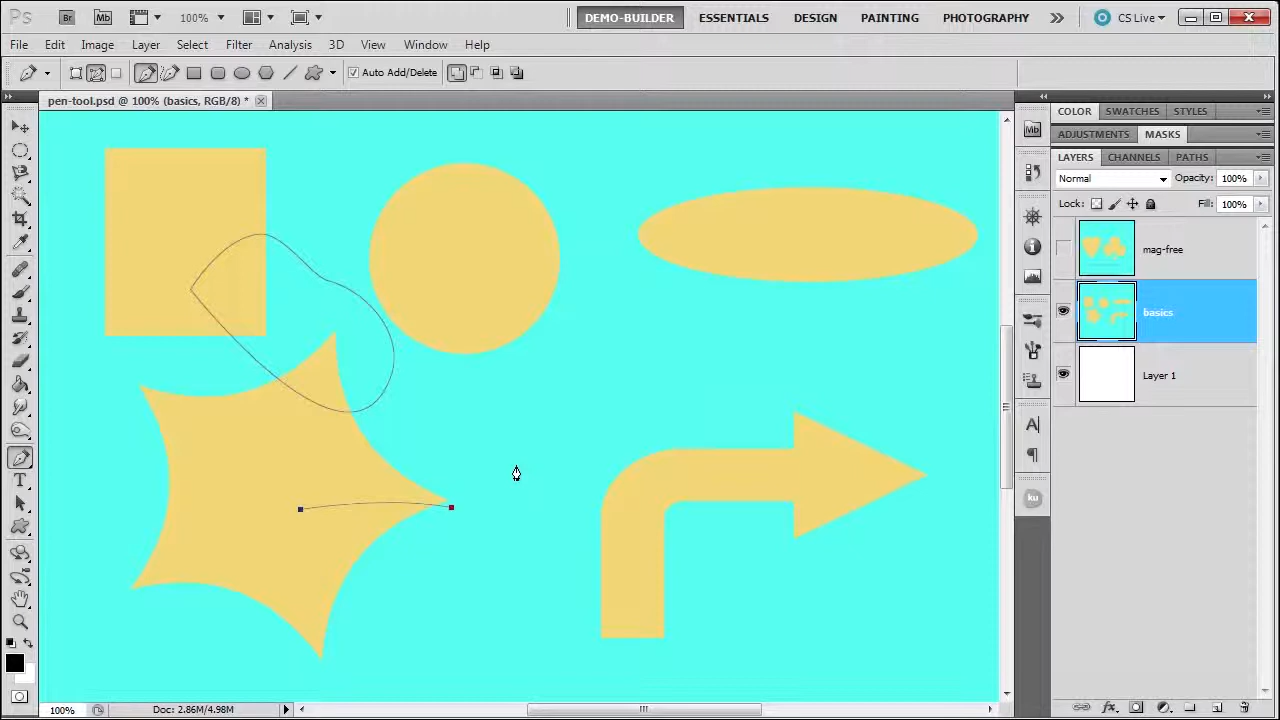 Ps Br Mb 100% DEMO-BUILDER ESSENTIALS DESIGN PAINTING PHOTOGRAPHY CS Live
File Edit Image Layer Select Filter Analysis 3D View Window Help
Auto Add/Delete
pen-tool.psd @ 100% (basics, RGB/8) *
COLOR SWATCHES STYLES
Mb
ADJUSTMENTS MASKS
LAYERS CHANNELS PATHS
Normal Opacity: 100%
Lock: Fill: 100%
mag-free
basics
Layer 1
A
ku
T
100% Doc: 2.86M/4.98M
fx